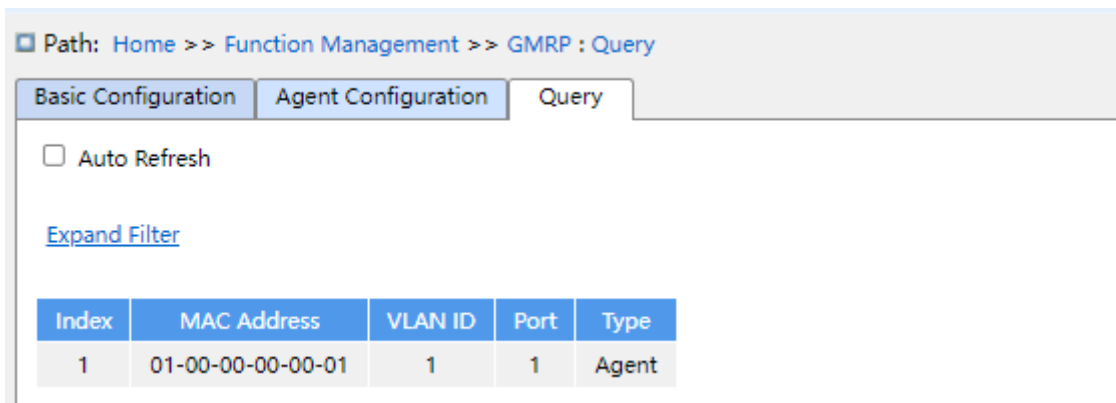 Path: Home >> Function Management >> GMRP : Query
Basic Configuration Agent Configuration Query
Auto Refresh
Expand Filter
Index MAC Address VLAN ID Port Type
1 01-00-00-00-00-01 1 1 Agent